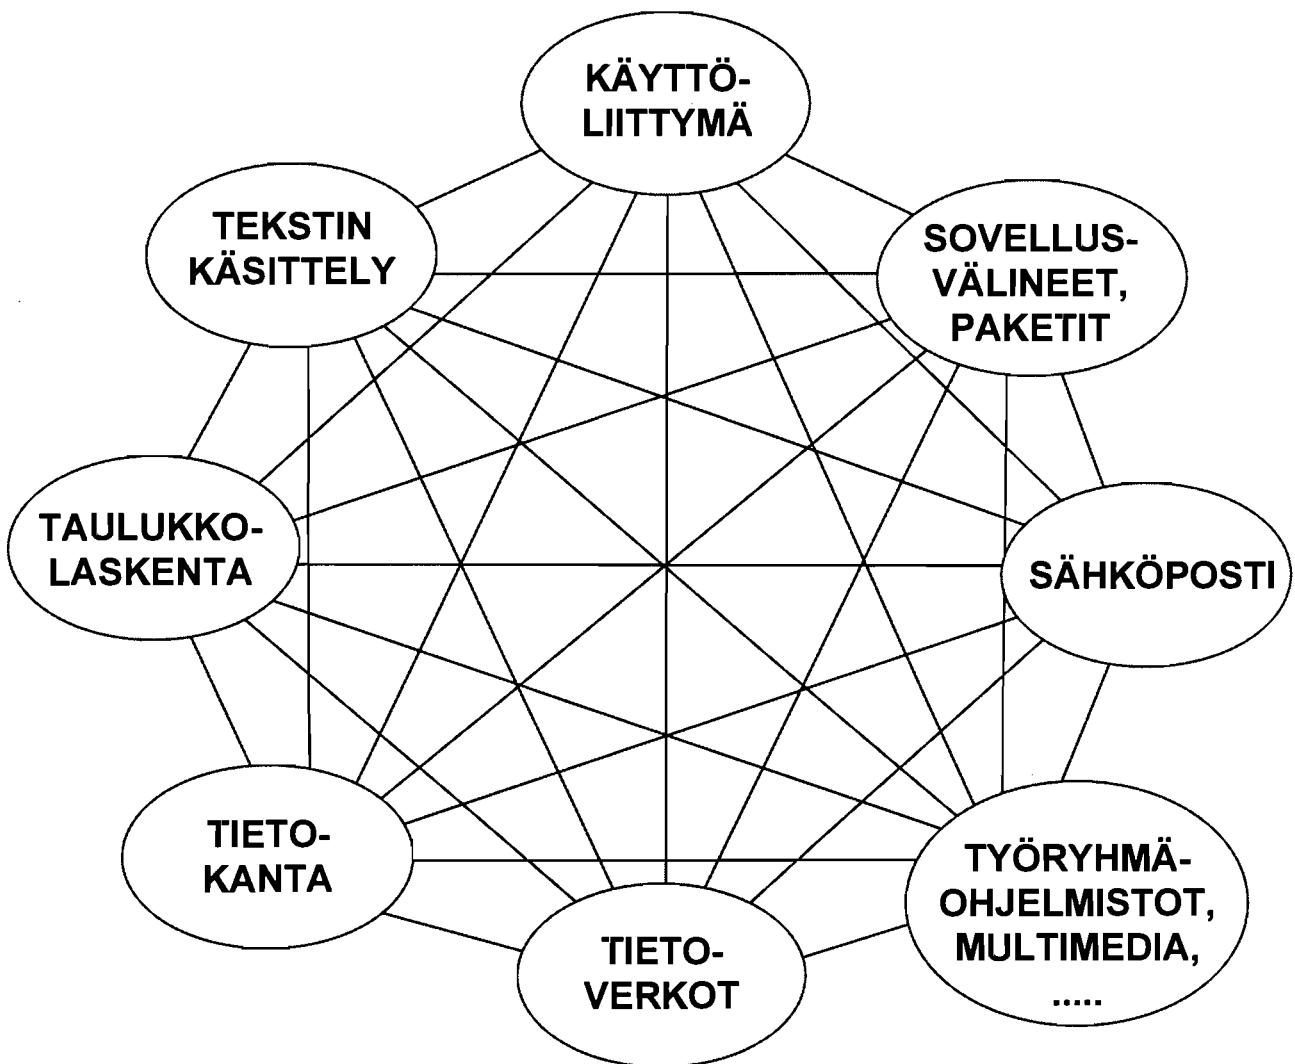 KÄYTTÖ-
LIITTYMÄ
TEKSTIN
KÄSITTELY
SOVELLUS-
VÄLINEET,
PAKETIT
TAULUKKO-
LASKENTA
SÄHKÖPOSTI
TIETO-
KANTA
TIETO-
VERKOT
TYÖRYHMÄ-
OHJELMISTOT,
MULTIMEDIA,
.....